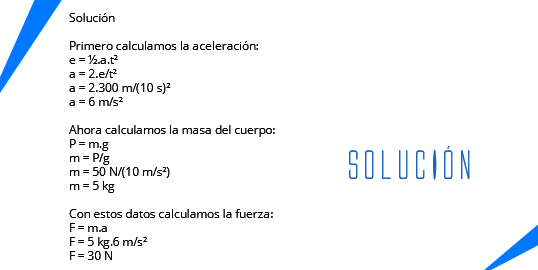 Solución
Primero calculamos la aceleración:
e = ½.a.t²
a = 2.e/t²
a = 2.300 m/(10 s)²
a = 6 m/s²
Ahora calculamos la masa del cuerpo:
P = m.g
m = P/g
m = 50 N/(10 m/s²)
m = 5 kg
SOLUCIÓN
Con estos datos calculamos la fuerza:
F = m.a
F = 5 kg.6 m/s²
F = 30 N